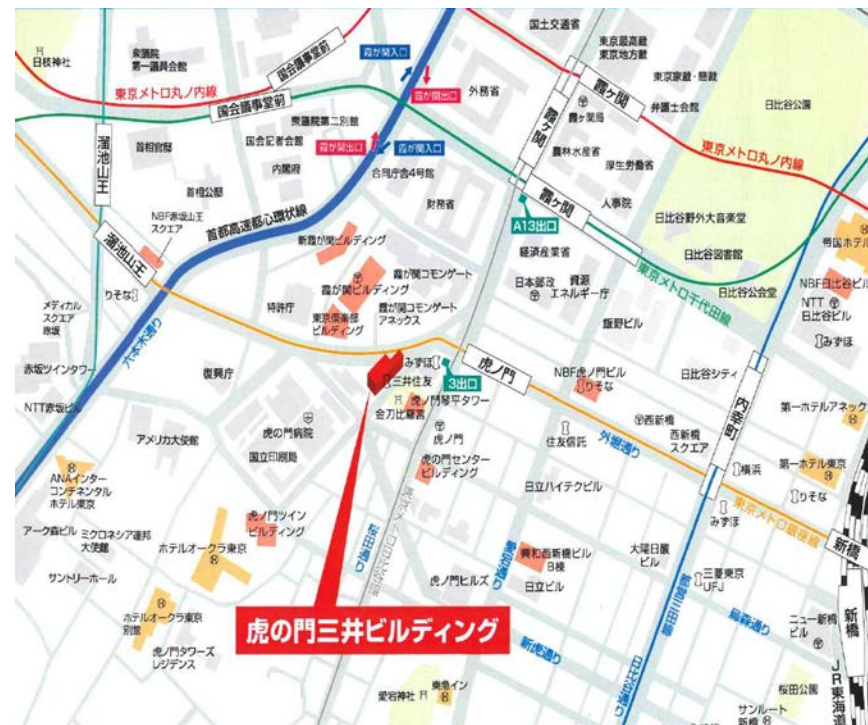 日枝神社
衆議院
第一議員会館
国会議事堂前
霞が関入口
霞が関出口
外務省
国土交通省
東京最高裁
東京地方裁
霞ヶ関
東京家裁・簡裁
弁護士会館
日比谷公園
東京メトロ丸ノ内線
国会議事堂前
衆議院第二別館
霞が関出口
霞が関入口
霞ヶ関
霞ヶ関局
農林水産省
厚生労働省
東京メトロ丸ノ内線
溜池山王
首相官邸
国会記者会館
内閣府
合同庁舎4号館
首相公邸
財務省
霞ヶ関
人事院
A13出口
日比谷野外大音楽堂
NBF赤坂山王
スクエア
首都高速都心環状線
新霞が関ビルディング
経済産業省
日比谷図書館
帝国ホテル
溜池山王
霞が関ビルディング
霞が関コモンゲート
日本郵政
資源
エネルギー庁
東京メトロ千代田線
日比谷公会堂
NBF日比谷ビル
NTT
日比谷ビル
メディカル
スクエア
赤坂
りそな
特許庁
東京倶楽部
ビルディング
霞が関コモンゲート
アネックス
飯野ビル
みずほ
六本木通り
赤坂ツインタワー
復興庁
みずほ
3出口
虎ノ門
NBF虎ノ門ビル
りそな
日比谷シティ
内幸町
三井住友
虎ノ門琴平タワー
金刀比羅宮
NTT赤坂ビル
アメリカ大使館
虎の門病院
国立印刷局
虎ノ門
虎の門センター
ビルディング
住友信託
西新橋
西新橋
スクエア
外堀通り
第一ホテルアネックス
ANAインター
コンチネンタル
ホテル東京
日立ハイテクビル
横浜
第一ホテル東京
りそな
東京メトロ銀座線
みずほ
新橋
アーク森ビル
ミクロネシア連邦
大使館
虎ノ門ツイン
ビルディング
ホテルオークラ東京
桜田通り
愛宕通り
興和西新橋ビル
B棟
大陽日酸
ビル
サントリーホール
虎ノ門ヒルズ
日立ビル
三菱東京
UFJ
都営三田線
烏森通り
ホテルオークラ東京
別館
虎の門三井ビルディング
ニュー新橋
ビル
新橋
虎ノ門タワーズ
レジデンス
新虎通り
日比谷通り
愛宕神社
東急イン
桜田公園
サンルート
新橋
JR東海道